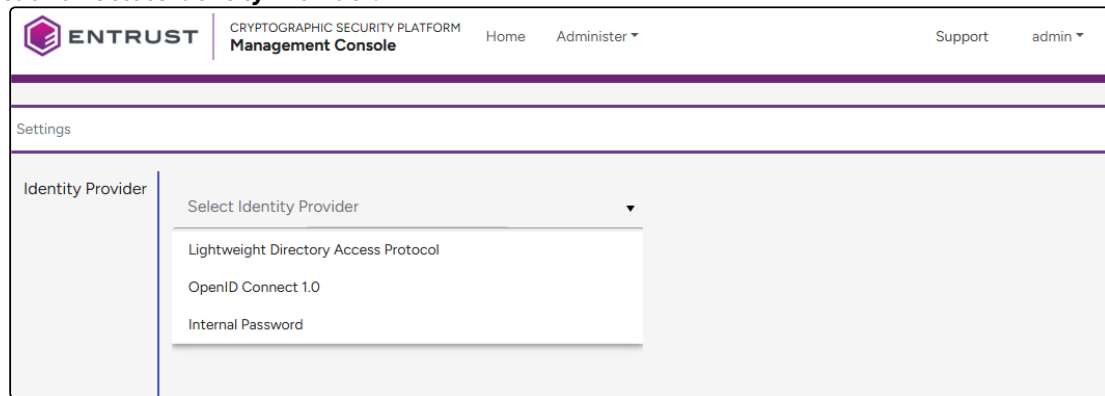 ENTRUST
CRYPTOGRAPHIC SECURITY PLATFORM
Management Console
Home
Administer
Support
admin
Settings
Identity Provider
Select Identity Provider
Lightweight Directory Access Protocol
OpenID Connect 1.0
Internal Password